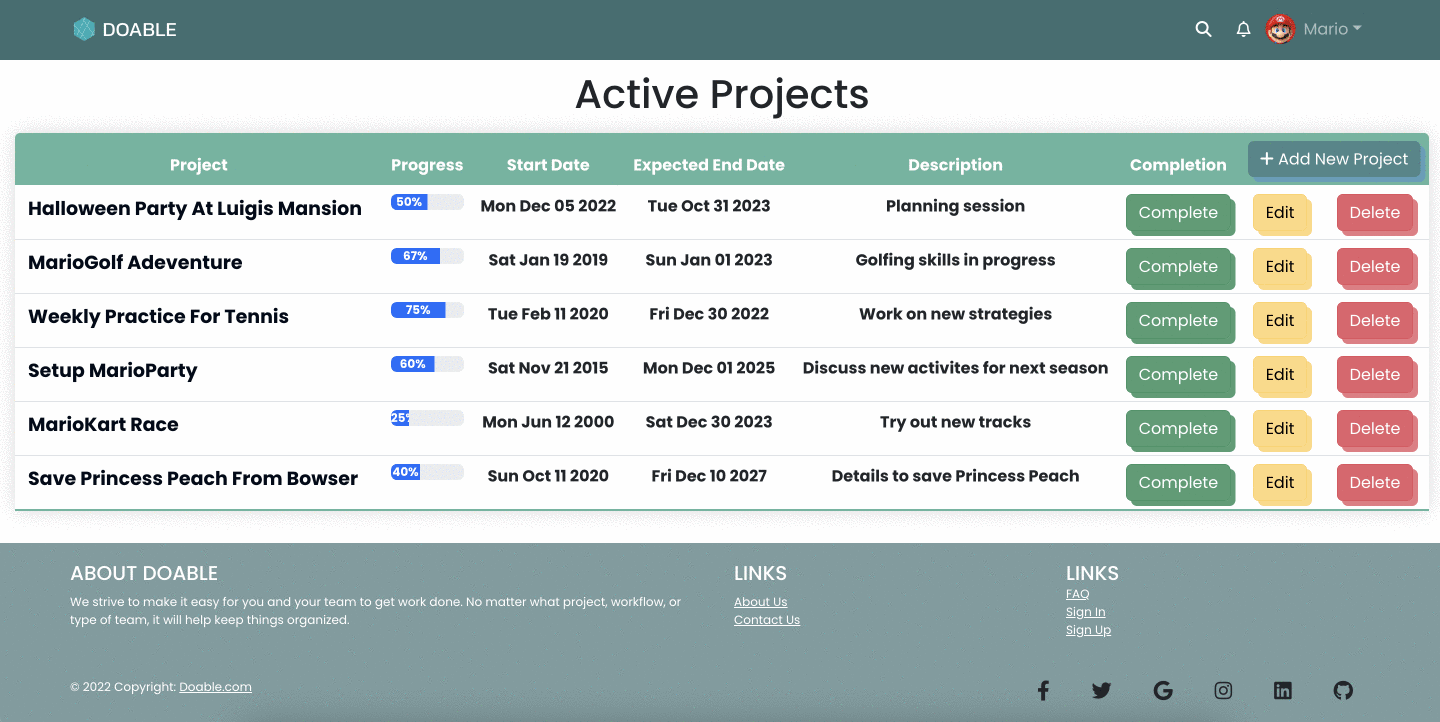 DOABLE
Mario
Active Projects
Project Progress Start Date Expected End Date Description Completion + Add New Project
Halloween Party At Luigis Mansion 50% Mon Dec 05 2022 Tue Oct 31 2023 Planning session Complete Edit Delete
MarioGolf Adeventure 67% Sat Jan 19 2019 Sun Jan 01 2023 Golfing skills in progress Complete Edit Delete
Weekly Practice For Tennis 75% Tue Feb 11 2020 Fri Dec 30 2022 Work on new strategies Complete Edit Delete
Setup MarioParty 60% Sat Nov 21 2015 Mon Dec 01 2025 Discuss new activites for next season Complete Edit Delete
MarioKart Race 25% Mon Jun 12 2000 Sat Dec 30 2023 Try out new tracks Complete Edit Delete
Save Princess Peach From Bowser 40% Sun Oct 11 2020 Fri Dec 10 2027 Details to save Princess Peach Complete Edit Delete
ABOUT DOABLE
We strive to make it easy for you and your team to get work done. No matter what project, workflow, or
type of team, it will help keep things organized.
LINKS
About Us
Contact Us
LINKS
FAQ
Sign In
Sign Up
© 2022 Copyright: Doable.com